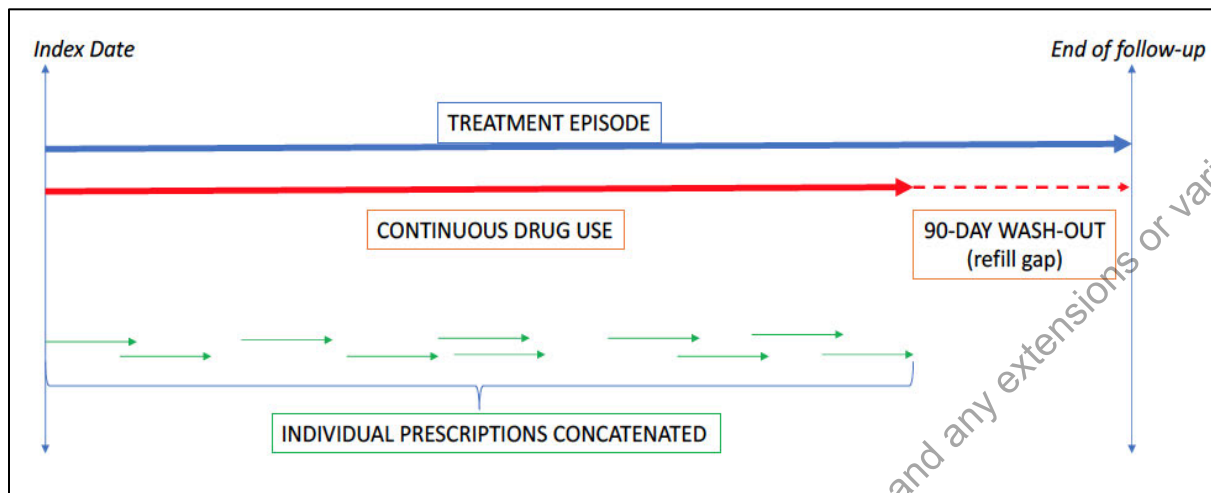 Index Date
End of follow-up
TREATMENT EPISODE
CONTINUOUS DRUG USE
90-DAY WASH-OUT
(refill gap)
INDIVIDUAL PRESCRIPTIONS CONCATENATED
and any extensions or vari